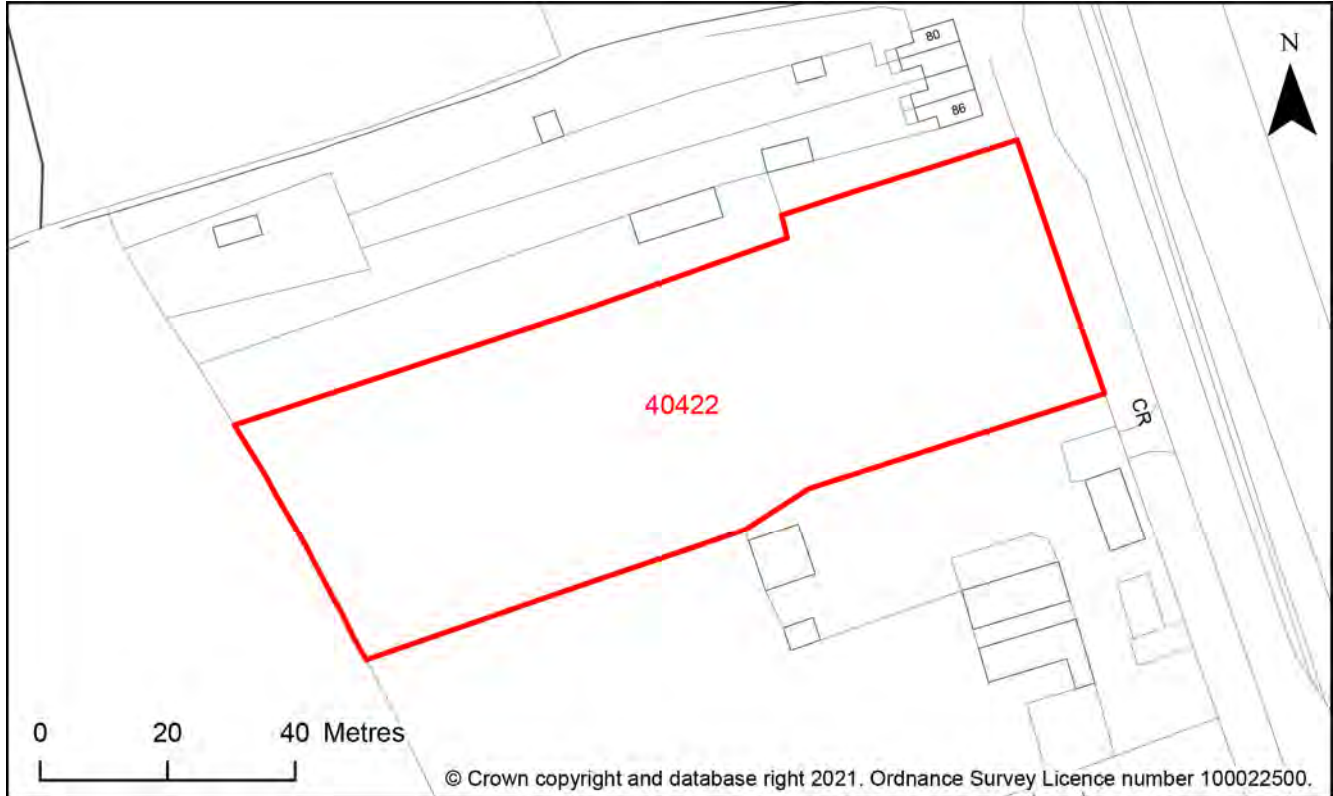 80
N
86
40422
CR
0 20 40 Metres
© Crown copyright and database right 2021. Ordnance Survey Licence number 100022500.